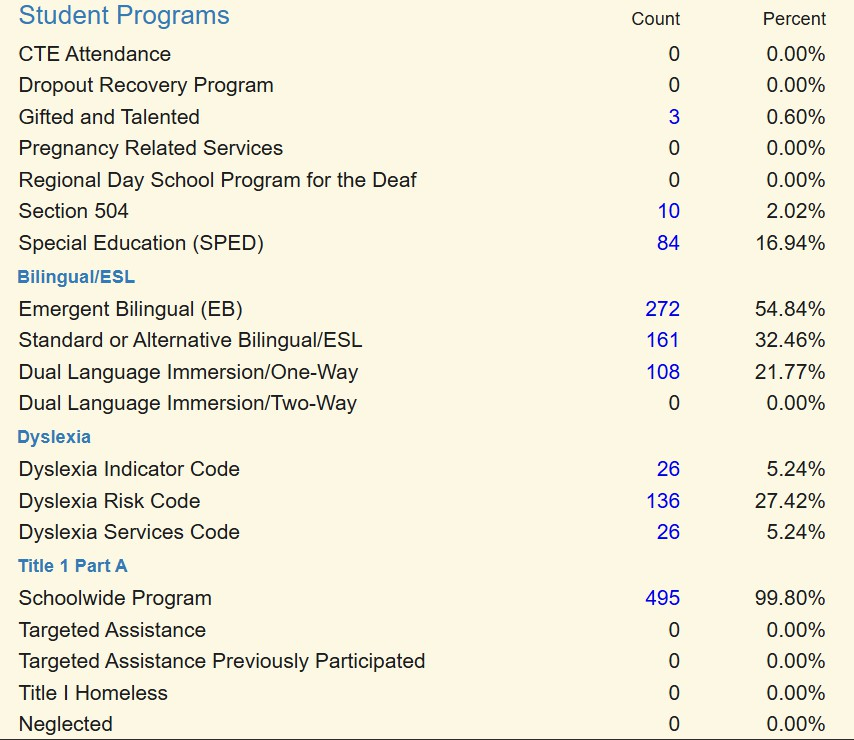 Student Programs Count Percent
CTE Attendance 0 0.00%
Dropout Recovery Program 0 0.00%
Gifted and Talented 3 0.60%
Pregnancy Related Services 0 0.00%
Regional Day School Program for the Deaf 0 0.00%
Section 504 10 2.02%
Special Education (SPED) 84 16.94%
Bilingual/ESL
Emergent Bilingual (EB) 272 54.84%
Standard or Alternative Bilingual/ESL 161 32.46%
Dual Language Immersion/One-Way 108 21.77%
Dual Language Immersion/Two-Way 0 0.00%
Dyslexia
Dyslexia Indicator Code 26 5.24%
Dyslexia Risk Code 136 27.42%
Dyslexia Services Code 26 5.24%
Title 1 Part A
Schoolwide Program 495 99.80%
Targeted Assistance 0 0.00%
Targeted Assistance Previously Participated 0 0.00%
Title I Homeless 0 0.00%
Neglected 0 0.00%